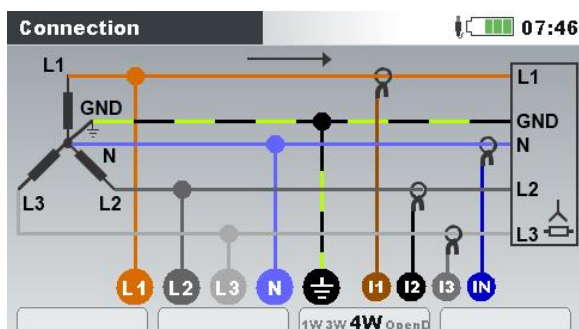 Connection 07:46
L1 L1
GND GND
N N
L3 L2 L2
L3
L1 L2 L3 N I1 I2 I3 IN
1W 3W 4W OpenD